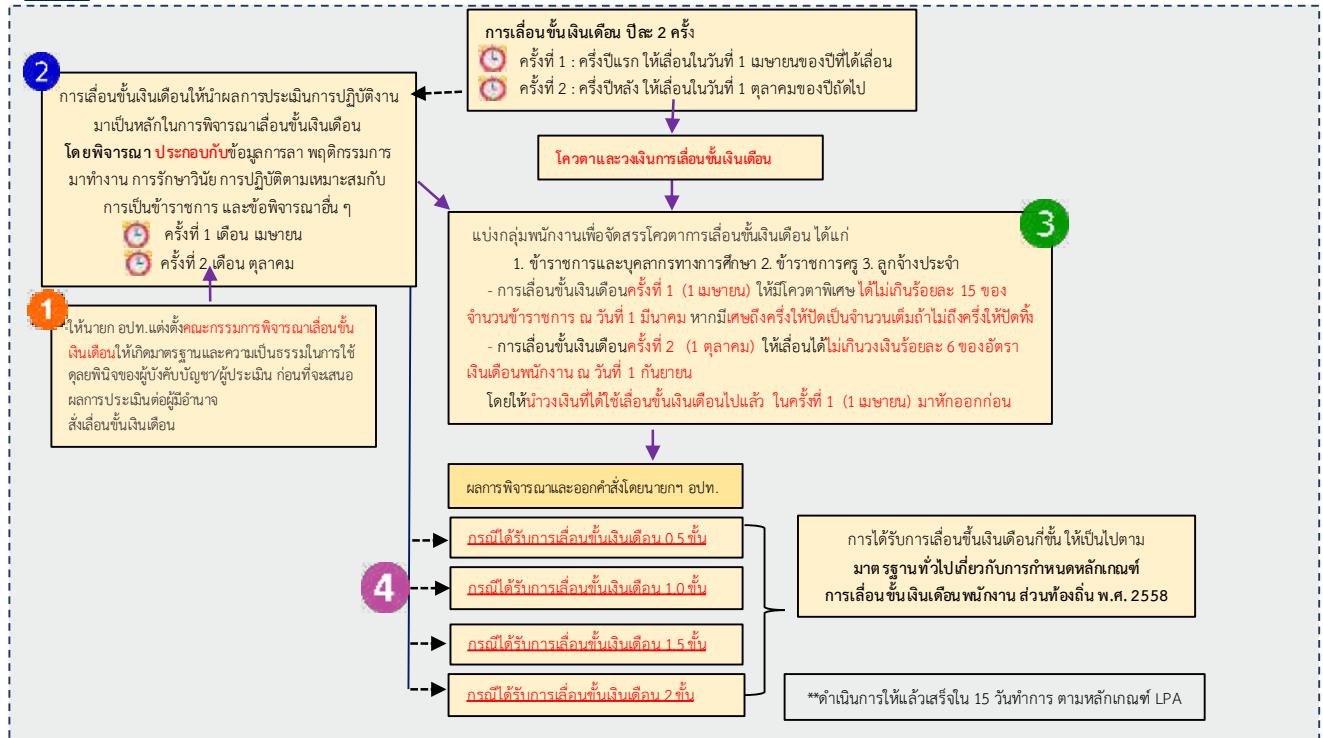 การเลื่อนขั้นเงินเดือน ปีละ 2 ครั้ง
ครั้งที่ 1 : ครึ่งปีแรก ให้เลื่อนในวันที่ 1 เมษายนของปีที่ได้เลื่อน
ครั้งที่ 2 : ครึ่งปีหลัง ให้เลื่อนในวันที่ 1 ตุลาคมของปีถัดไป
2
การเลื่อนขั้นเงินเดือนให้นำผลการประเมินการปฏิบัติงาน
มาเป็นหลักในการพิจารณาเลื่อนขั้นเงินเดือน
โดยพิจารณา ประกอบกับข้อมูลการลา พฤติกรรมการ
มาทำงาน การรักษาวินัย การปฏิบัติตามเหมาะสมกับ
การเป็นข้าราชการ และข้อพิจารณาอื่น ๆ
ครั้งที่ 1 เดือน เมษายน
ครั้งที่ 2 เดือน ตุลาคม
โควตาและวงเงินการเลื่อนขั้นเงินเดือน
3
แบ่งกลุ่มพนักงานเพื่อจัดสรรโควตาการเลื่อนขั้นเงินเดือน ได้แก่
1. ข้าราชการและบุคลากรทางการศึกษา 2. ข้าราชการครู 3. ลูกจ้างประจำ
- การเลื่อนขั้นเงินเดือนครั้งที่ 1 (1 เมษายน) ให้มีโควตาพิเศษ ได้ไม่เกินร้อยละ 15 ของ
จำนวนข้าราชการ ณ วันที่ 1 มีนาคม หากมีเศษถึงครึ่งให้ปัดเป็นจำนวนเต็มถ้าไม่ถึงครึ่งให้ปัดทิ้ง
- การเลื่อนขั้นเงินเดือนครั้งที่ 2 (1 ตุลาคม) ให้เลื่อนได้ไม่เกินวงเงินร้อยละ 6 ของอัตรา
เงินเดือนพนักงาน ณ วันที่ 1 กันยายน
โดยให้นำวงเงินที่ได้ใช้เลื่อนขั้นเงินเดือนไปแล้ว ในครั้งที่ 1 (1 เมษายน) มาหักออกก่อน
1
ให้นายก อปท.แต่งตั้งคณะกรรมการพิจารณาเลื่อนขั้น
เงินเดือนให้เกิดมาตรฐานและความเป็นธรรมในการใช้
ดุลยพินิจของผู้บังคับบัญชา/ผู้ประเมิน ก่อนที่จะเสนอ
ผลการประเมินต่อผู้มีอำนาจ
สั่งเลื่อนขั้นเงินเดือน
ผลการพิจารณาและออกคำสั่งโดยนายกฯ อปท.
4
กรณีได้รับการเลื่อนขั้นเงินเดือน 0.5 ขั้น
กรณีได้รับการเลื่อนขั้นเงินเดือน 1.0 ขั้น
กรณีได้รับการเลื่อนขั้นเงินเดือน 1.5 ขั้น
กรณีได้รับการเลื่อนขั้นเงินเดือน 2 ขั้น
การได้รับการเลื่อนขึ้นเงินเดือนกี่ขั้น ให้เป็นไปตาม
มาตรฐานทั่วไปเกี่ยวกับการกำหนดหลักเกณฑ์
การเลื่อนขั้นเงินเดือนพนักงาน ส่วนท้องถิ่น พ.ศ. 2558
**ดำเนินการให้แล้วเสร็จใน 15 วันทำการ ตามหลักเกณฑ์ LPA